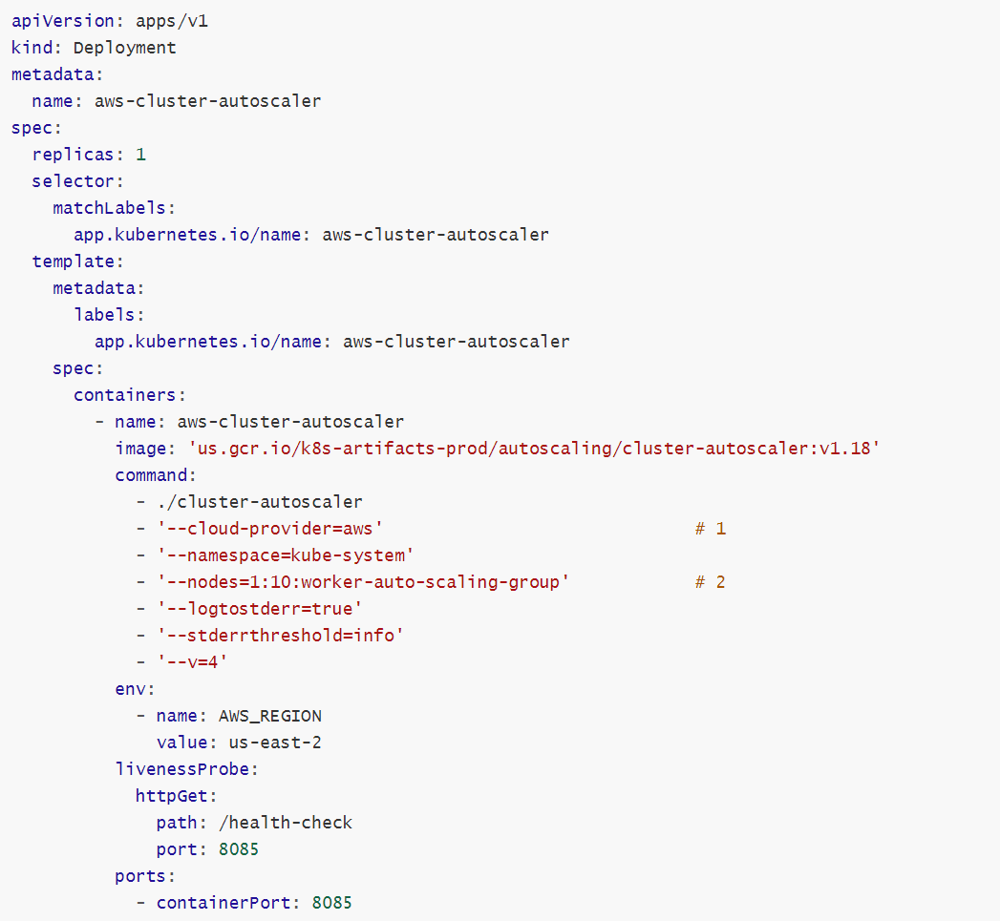 apiVersion: apps/v1
kind: Deployment
metadata:
  name: aws-cluster-autoscaler
spec:
  replicas: 1
  selector:
    matchLabels:
      app.kubernetes.io/name: aws-cluster-autoscaler
  template:
    metadata:
      labels:
        app.kubernetes.io/name: aws-cluster-autoscaler
    spec:
      containers:
        - name: aws-cluster-autoscaler
          image: 'us.gcr.io/k8s-artifacts-prod/autoscaling/cluster-autoscaler:v1.18'
          command:
            - ./cluster-autoscaler
            - '--cloud-provider=aws'                              # 1
            - '--namespace=kube-system'
            - '--nodes=1:10:worker-auto-scaling-group'            # 2
            - '--logtostderr=true'
            - '--stderrthreshold=info'
            - '--v=4'
          env:
            - name: AWS_REGION
              value: us-east-2
          livenessProbe:
            httpGet:
              path: /health-check
              port: 8085
          ports:
            - containerPort: 8085